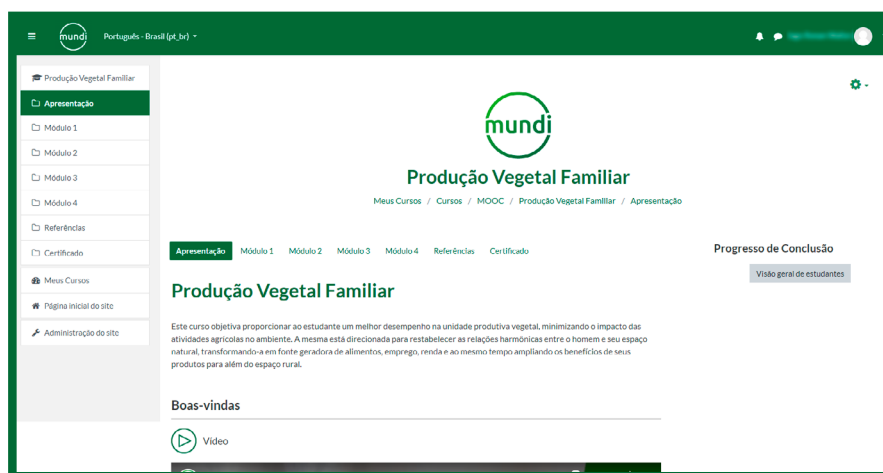 mundi
Português - Brasil (pt_br)
Produção Vegetal Familiar
Apresentação
Módulo 1
Módulo 2
Módulo 3
Módulo 4
Referências
Certificado
Meus Cursos
Página inicial do site
Administração do site
mundi
Produção Vegetal Familiar
Meus Cursos / Cursos / MOOC / Produção Vegetal Familiar / Apresentação
Apresentação Módulo 1 Módulo 2 Módulo 3 Módulo 4 Referências Certificado
Produção Vegetal Familiar
Este curso objetiva proporcionar ao estudante um melhor desempenho na unidade produtiva vegetal, minimizando o impacto das
atividades agrícolas no ambiente. A mesma está direcionada para restabelecer as relações harmônicas entre o homem e seu espaço
natural, transformando-a em fonte geradora de alimentos, emprego, renda e ao mesmo tempo ampliando os benefícios de seus
produtos para além do espaço rural.
Boas-vindas
Vídeo
Progresso de Conclusão
Visão geral de estudantes